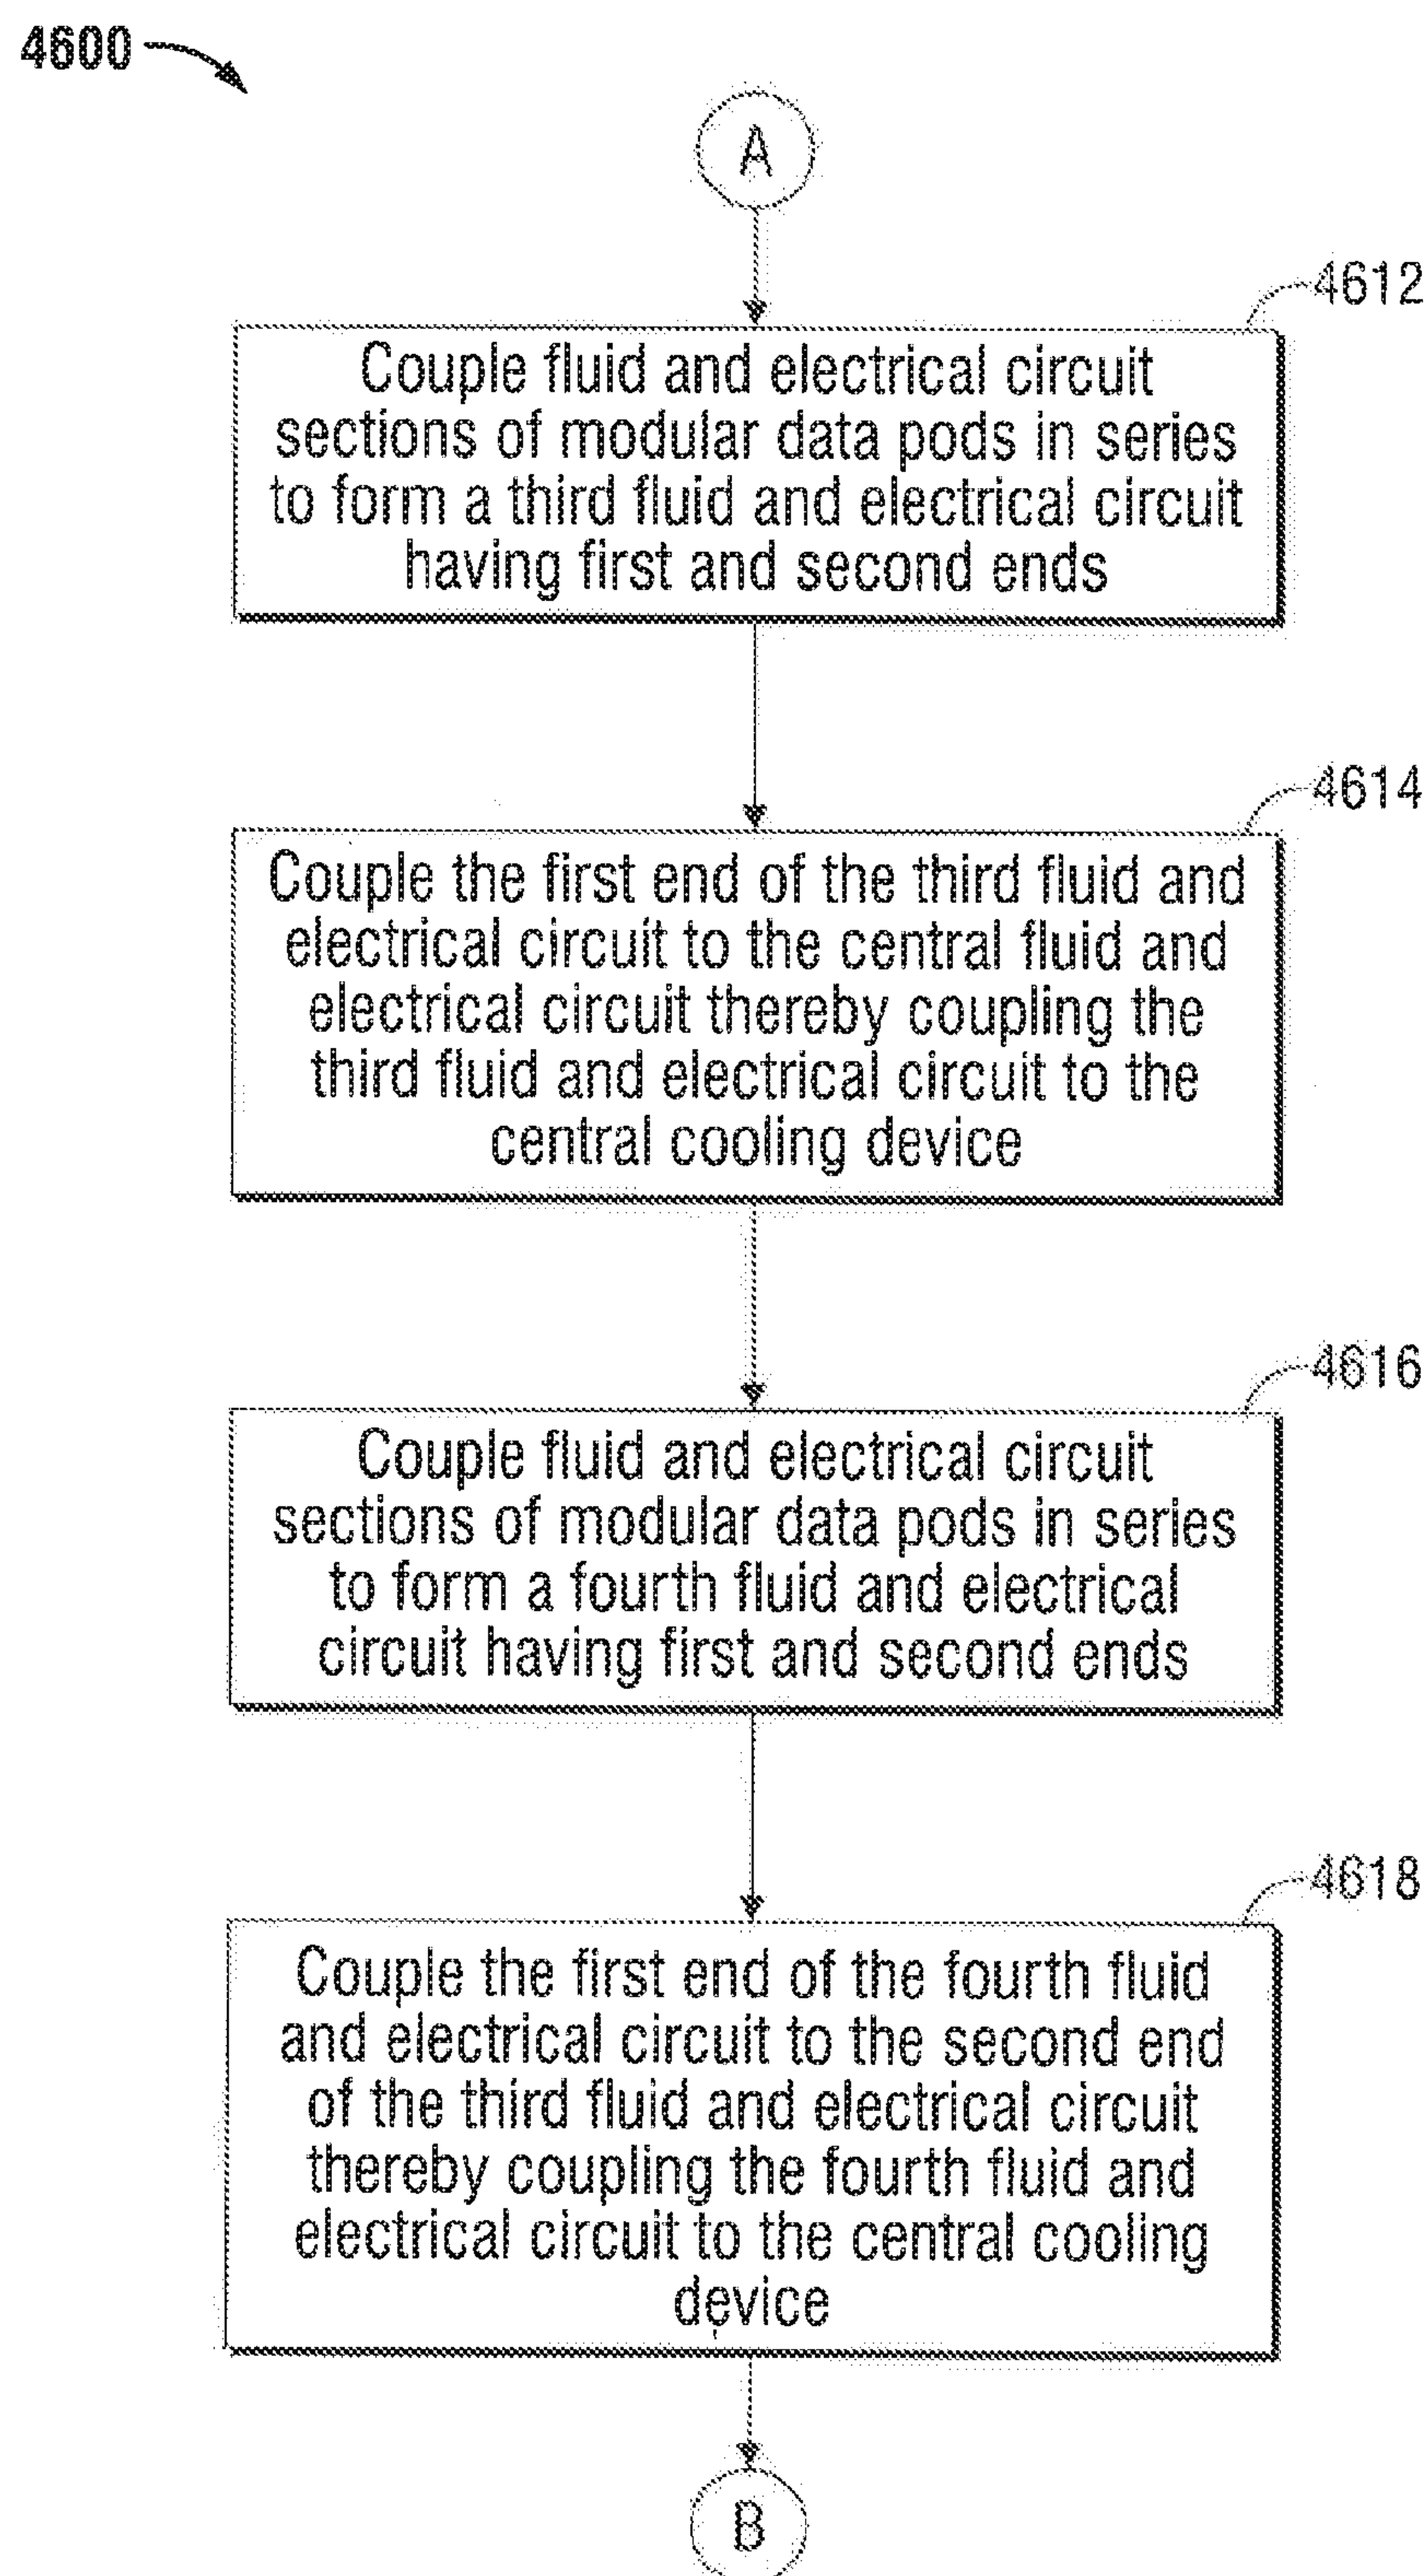 4600
A
4612
Couple fluid and electrical circuit
sections of modular data pods in series
to form a third fluid and electrical circuit
having first and second ends
4614
Couple the first end of the third fluid and
electrical circuit to the central fluid and
electrical circuit thereby coupling the
third fluid and electrical circuit to the
central cooling device
4616
Couple fluid and electrical circuit
sections of modular data pods in series
to form a fourth fluid and electrical
circuit having first and second ends
4618
Couple the first end of the fourth fluid
and electrical circuit to the second end
of the third fluid and electrical circuit
thereby coupling the fourth fluid and
electrical circuit to the central cooling
device
B